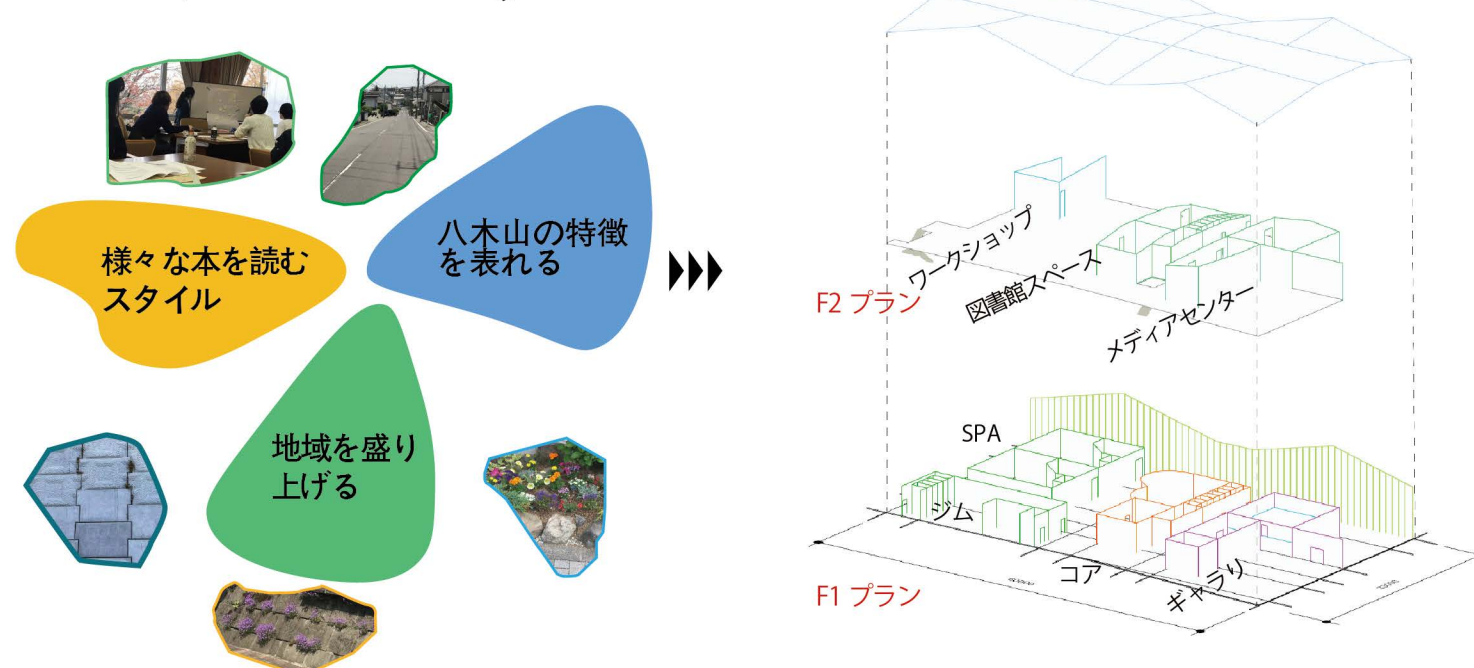 様々な本を読む
スタイル
八木山の特徴
を表れる
地域を盛り
上げる
ワークショップ
図書館スペース
メディアセンター
F2 プラン
SPA
ジム
コア
ギャラリ
F1 プラン